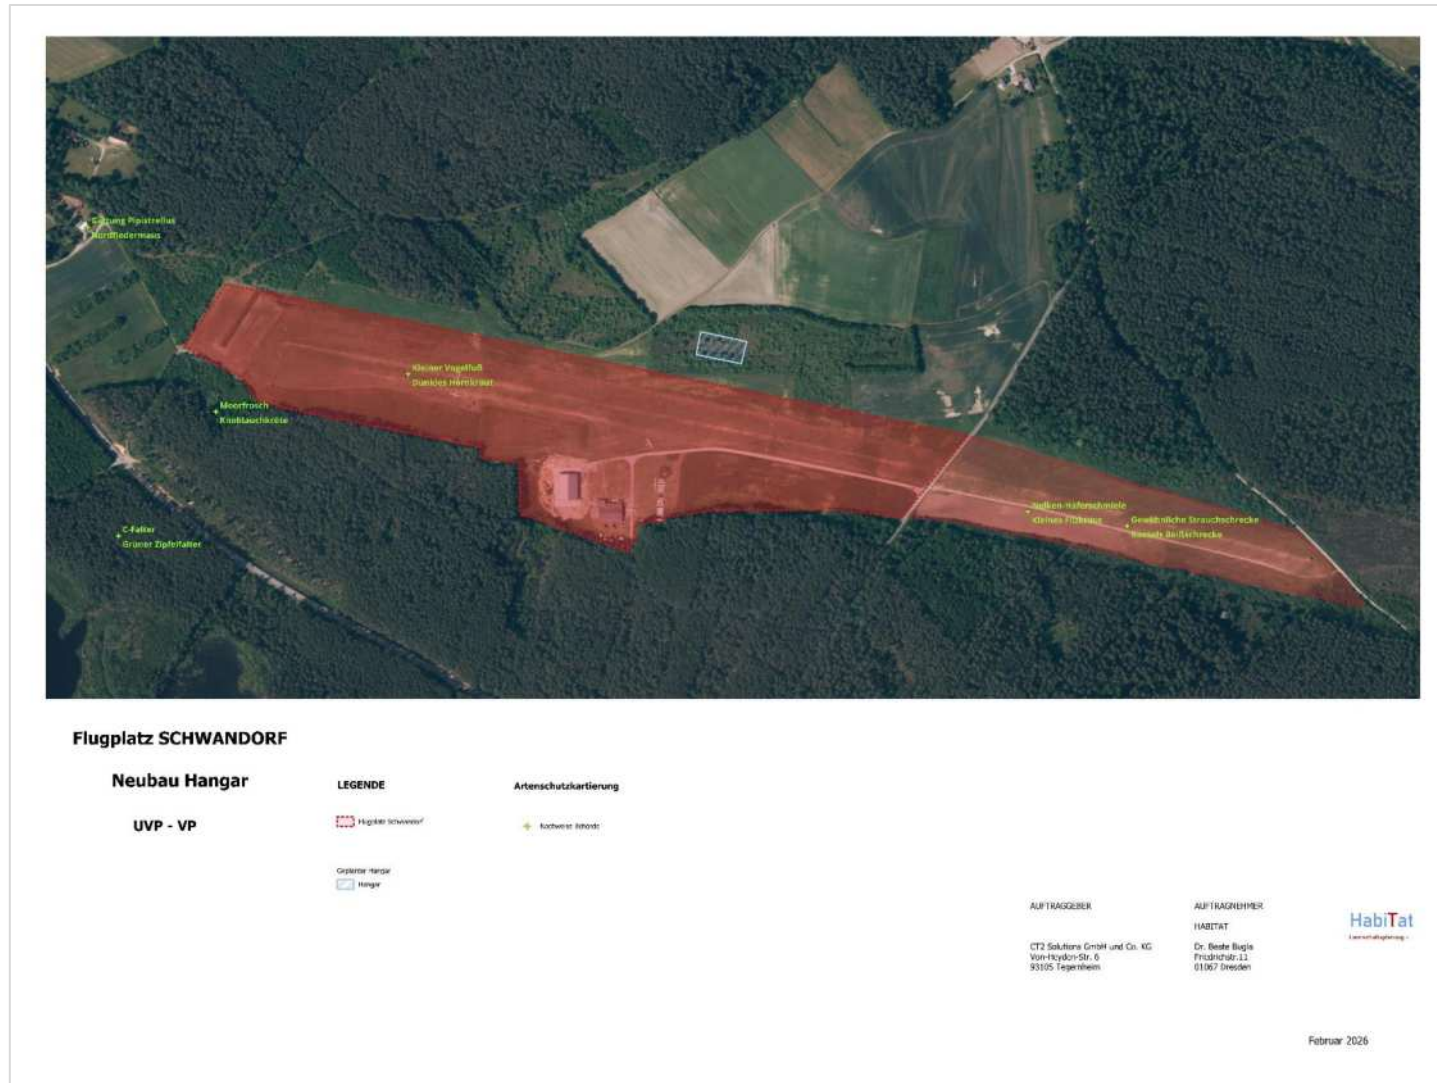 Gattung Pipistrellus
Nordfledermaus
Kleiner Vogelfuß
Dunkles Hornkraut
Moorfrosch
Knoblauchkröte
C-Falter
Grüner Zipfelfalter
Nelken-Haferschmiele
Kleines Filzkraut
Gewöhnliche Strauchschrecke
Roesels Beißschrecke
Flugplatz SCHWANDORF
Neubau Hangar
UVP - VP
LEGENDE
Flugplatz Schwandorf
Geplanter Hangar
Hangar
Artenschutzkartierung
Nachweise Behörde
AUFTRAGGEBER
CT2 Solutions GmbH und Co. KG
Von-Heyden-Str. 6
93105 Tegernheim
AUFTRAGNEHMER
HABITAT
Dr. Beate Bugla
Friedrichstr.11
01067 Dresden
HabiTat
Februar 2026